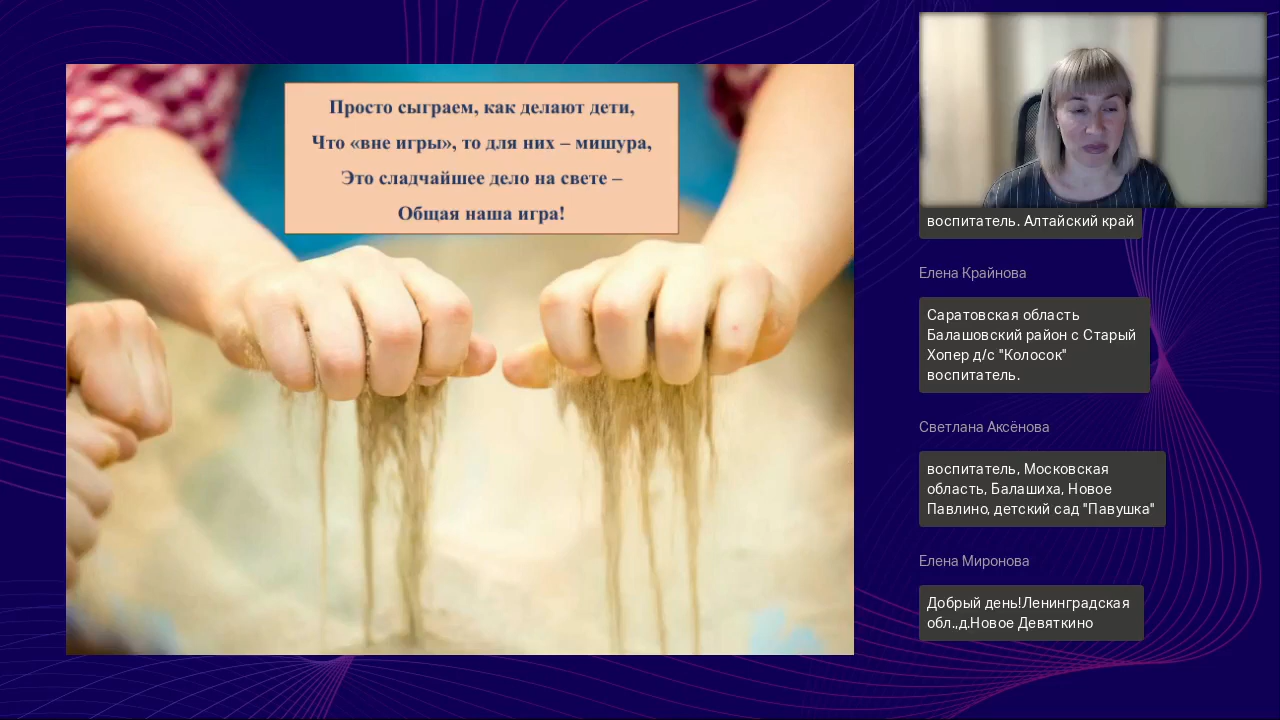 Просто сыграем, как делают дети,
Что «вне игры», то для них – мишура,
Это сладчайшее дело на свете –
Общая наша игра!
воспитатель. Алтайский край
Елена Крайнова
Саратовская область
Балашовский район с Старый
Хопер д/с "Колосок"
воспитатель.
Светлана Аксёнова
воспитатель, Московская
область, Балашиха, Новое
Павлино, детский сад "Павушка"
Елена Миронова
Добрый день!Ленинградская
обл.,д.Новое Девяткино